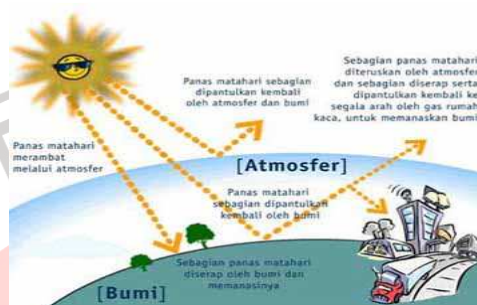 Panas matahari sebagian
dipantulkan kembali
oleh atmosfer dan bumi
Sebagian panas matahari
diteruskan oleh atmosfer
dan sebagian diserap serta
dipantulkan kembali ke
segala arah oleh gas rumah
kaca, untuk memanaskan bumi
Panas matahari
merambat
melalui atmosfer
[Atmosfer]
Panas matahari
sebagian dipantulkan
kembali oleh bumi
Sebagian panas matahari
diserap oleh bumi dan
memanasinya
[Bumi]